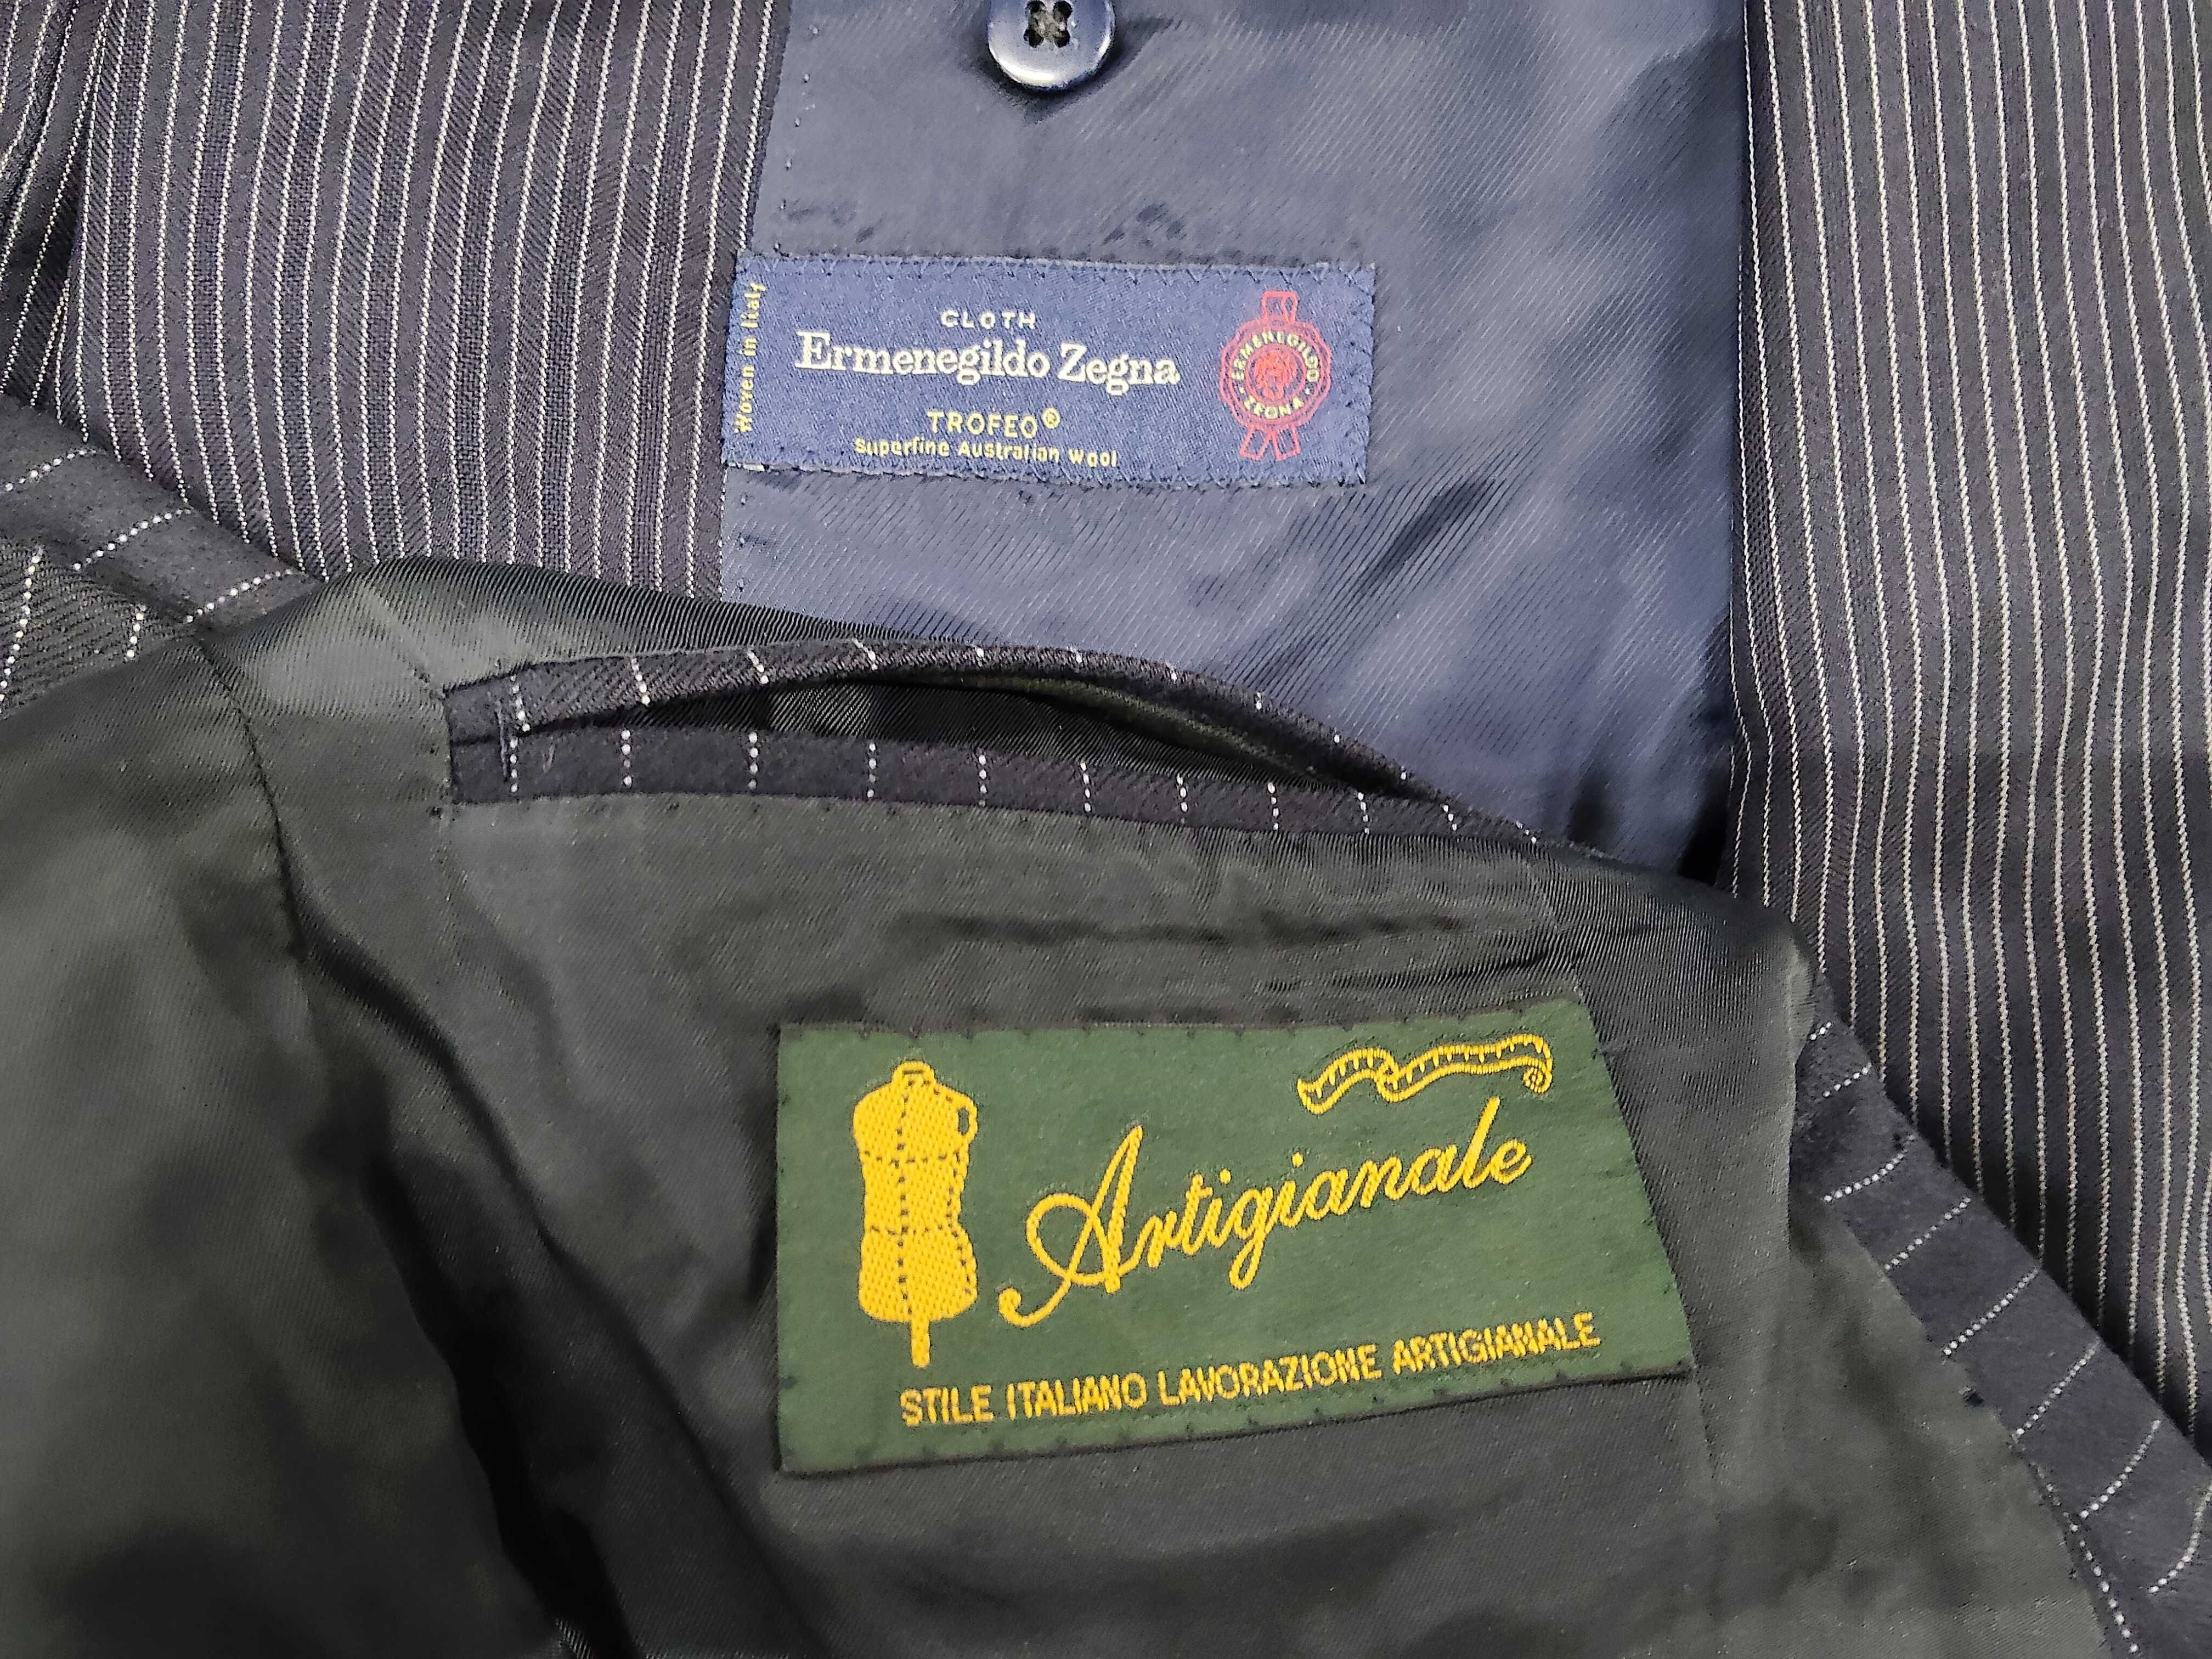 CLOTH
Ermenegildo Zegna
TROFEO®
Superfine Australian Wool
Woven in Italy
ERMENEGILDO
ZEGNA
Artigianale
STILE ITALIANO LAVORAZIONE ARTIGIANALE